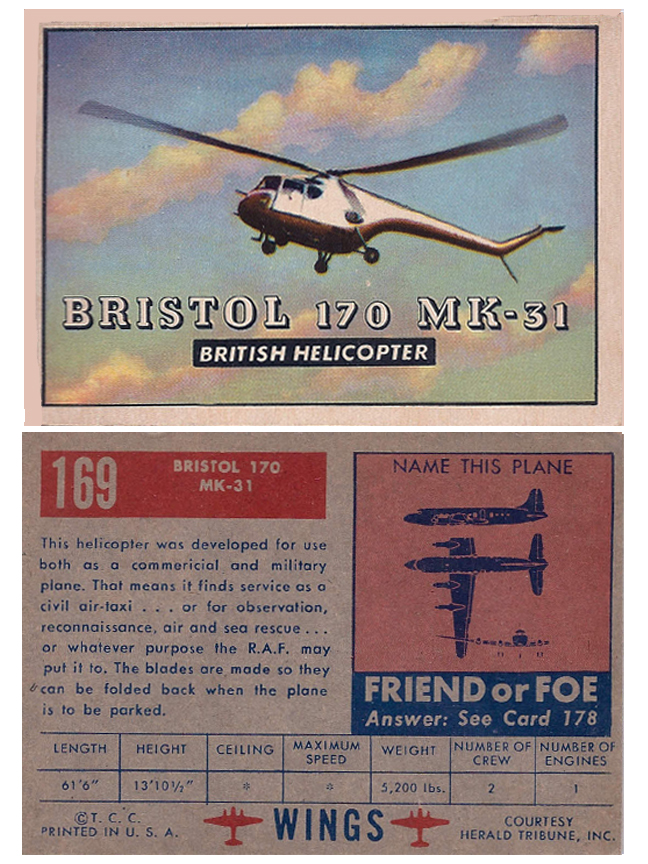 BRISTOL 170 MK-31
BRITISH HELICOPTER
169
BRISTOL 170
MK-31
This helicopter was developed for use
both as a commericial and military
plane. That means it finds service as a
civil air-taxi . . . or for observation,
reconnaissance, air and sea rescue . . .
or whatever purpose the R.A.F. may
put it to. The blades are made so they
can be folded back when the plane
is to be parked.
NAME THIS PLANE
FRIEND or FOE
Answer: See Card 178
LENGTH HEIGHT CEILING MAXIMUM SPEED WEIGHT NUMBER OF CREW NUMBER OF ENGINES
61'6" 13'10½" * * 5,200 lbs. 2 1
©T. C. C.
PRINTED IN U. S. A.
WINGS
COURTESY
HERALD TRIBUNE, INC.